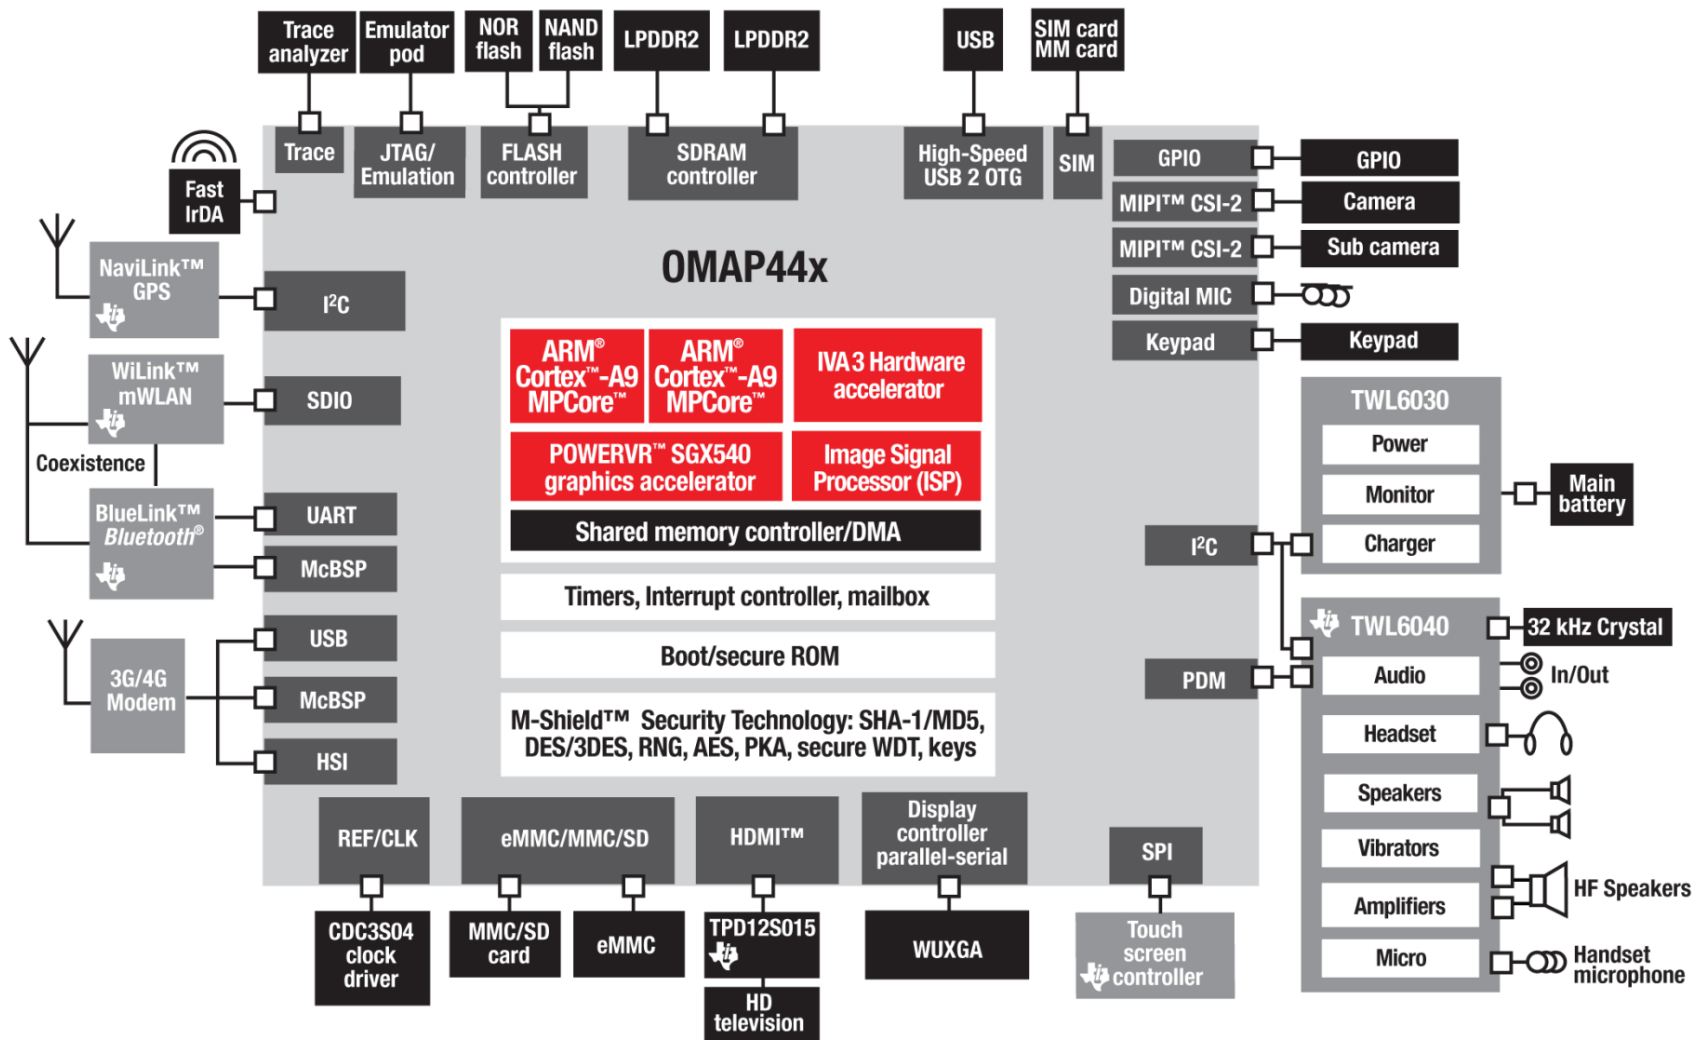 Trace
analyzer
Emulator
pod
NOR
flash
NAND
flash
LPDDR2
LPDDR2
USB
SIM card
MM card
Trace
JTAG/
Emulation
FLASH
controller
SDRAM
controller
High-Speed
USB 2 OTG
SIM
GPIO
GPIO
MIPI™ CSI-2
Camera
MIPI™ CSI-2
Sub camera
Digital MIC
Keypad
Keypad
Fast
IrDA
NaviLink™
GPS
I²C
WiLink™
mWLAN
SDIO
Coexistence
BlueLink™
Bluetooth®
UART
McBSP
3G/4G
Modem
USB
McBSP
HSI
OMAP44x
ARM®
Cortex™-A9
MPCore™
ARM®
Cortex™-A9
MPCore™
IVA 3 Hardware
accelerator
POWERVR™ SGX540
graphics accelerator
Image Signal
Processor (ISP)
Shared memory controller/DMA
Timers, Interrupt controller, mailbox
Boot/secure ROM
M-Shield™ Security Technology: SHA-1/MD5,
DES/3DES, RNG, AES, PKA, secure WDT, keys
TWL6030
Power
Monitor
Charger
Main
battery
I²C
PDM
TWL6040
32 kHz Crystal
Audio
In/Out
Headset
Speakers
Vibrators
Amplifiers
HF Speakers
Micro
Handset
microphone
REF/CLK
eMMC/MMC/SD
HDMI™
Display
controller
parallel-serial
SPI
CDC3S04
clock
driver
MMC/SD
card
eMMC
TPD12S015
HD
television
WUXGA
Touch
screen
controller